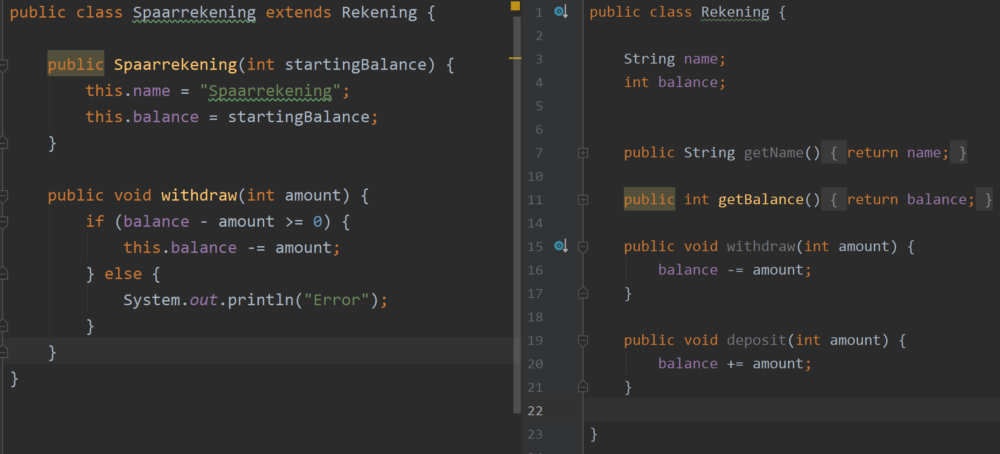 public class Spaarrekening extends Rekening {
public Spaarrekening(int startingBalance) {
this.name = "Spaarrekening";
this.balance = startingBalance;
}
public void withdraw(int amount) {
if (balance - amount >= 0) {
this.balance -= amount;
} else {
System.out.println("Error");
}
}
}
1 public class Rekening {
2
3 String name;
4 int balance;
5
6
7 public String getName() { return name; }
10
11 public int getBalance() { return balance; }
14
15 public void withdraw(int amount) {
16 balance -= amount;
17 }
18
19 public void deposit(int amount) {
20 balance += amount;
21 }
22
23 }